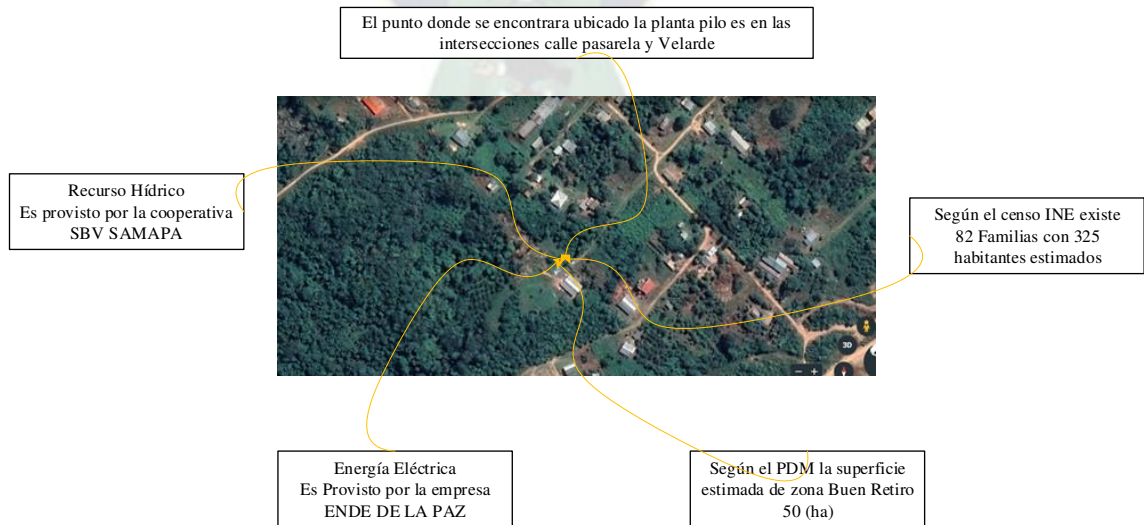 El punto donde se encontrara ubicado la planta pilo es en las
intersecciones calle pasarela y Velarde
Recurso Hídrico
Es provisto por la cooperativa
SBV SAMAPA
Según el censo INE existe
82 Familias con 325
habitantes estimados
3D
Energía Eléctrica
Es Provisto por la empresa
ENDE DE LA PAZ
Según el PDM la superficie
estimada de zona Buen Retiro
50 (ha)